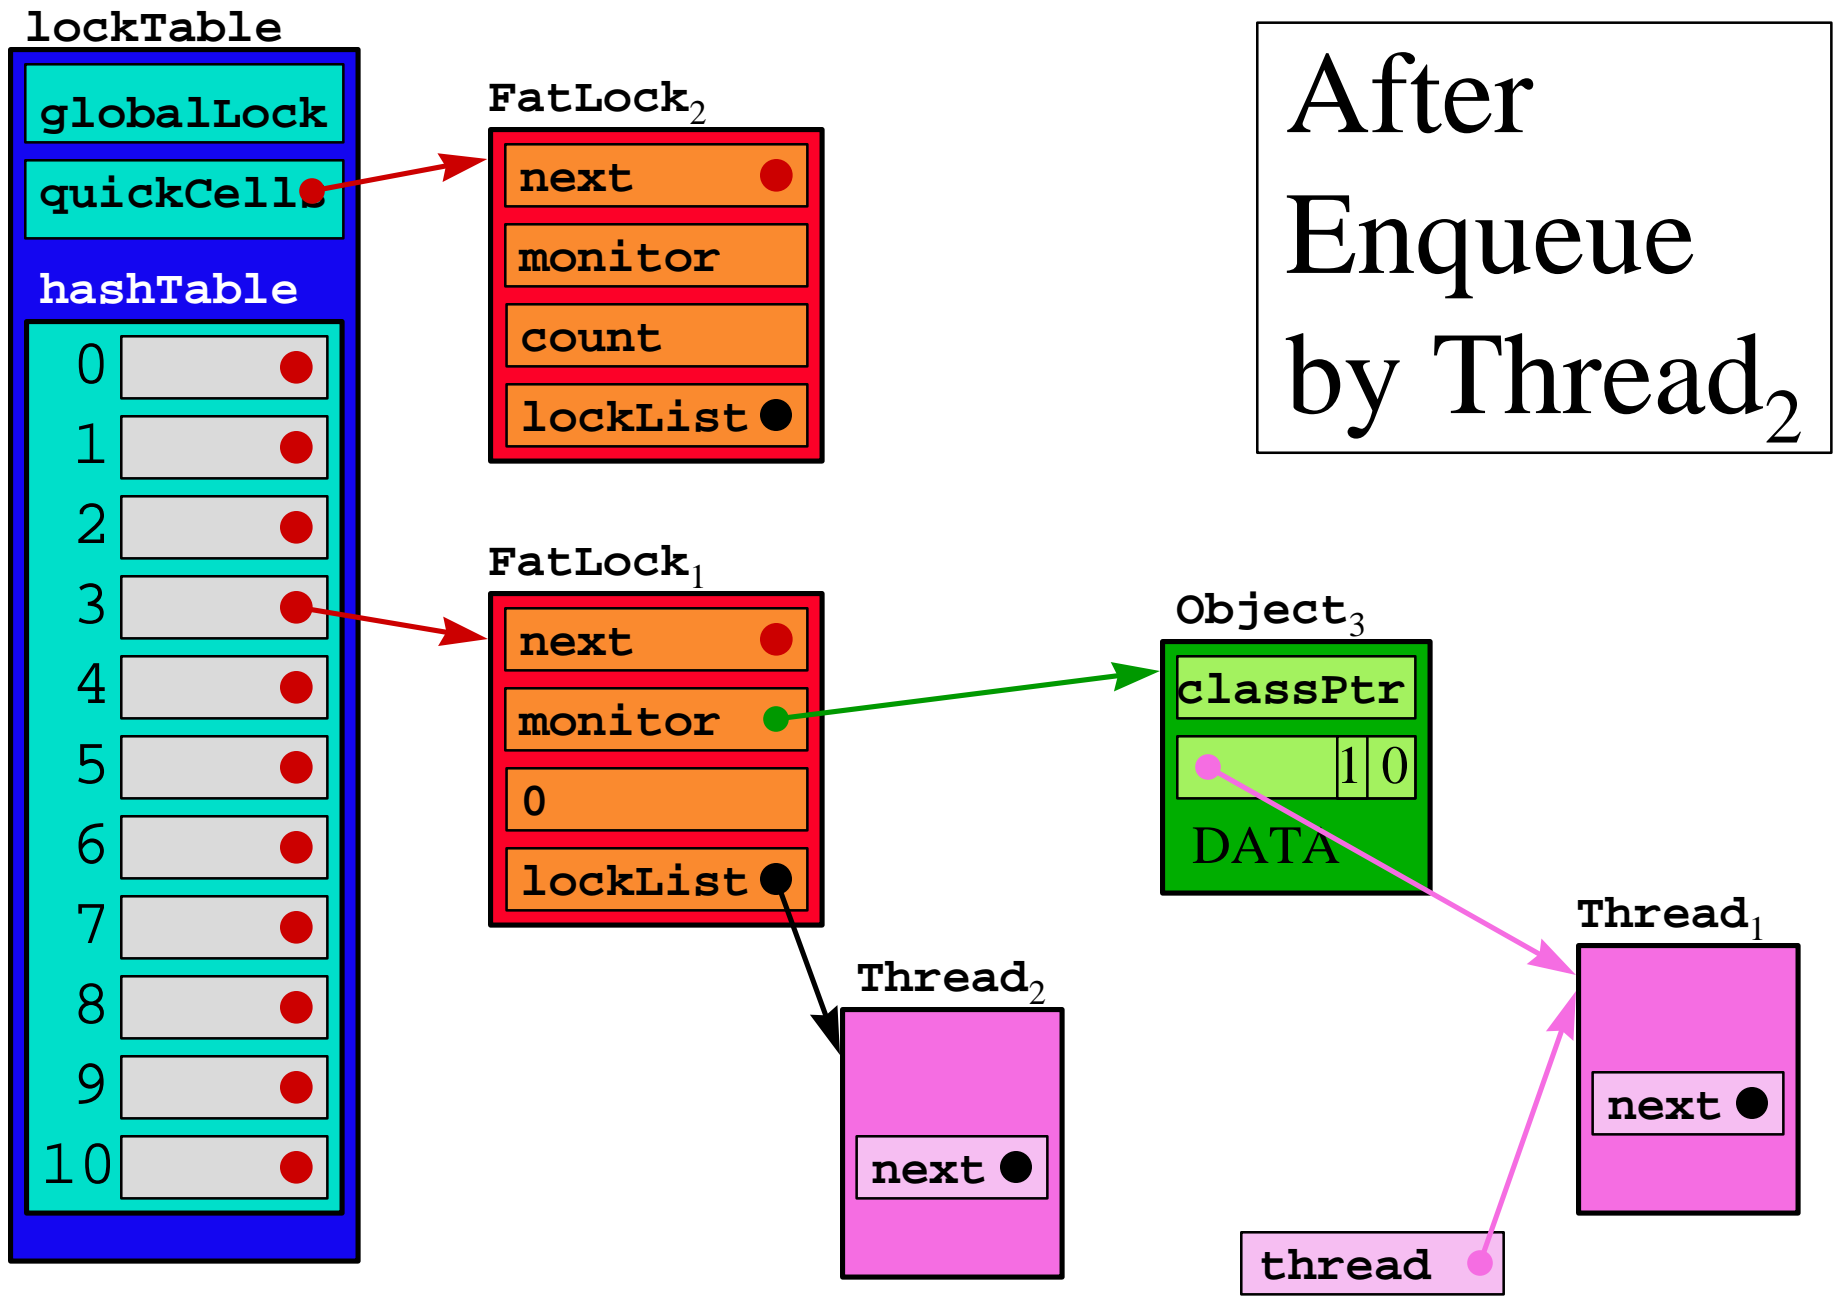 lockTable
globalLock
quickCells
hashTable
0
1
2
3
4
5
6
7
8
9
10
FatLock₂
next
monitor
count
lockList
FatLock₁
next
monitor
0
lockList
Thread₂
next
After
Enqueue
by Thread₂
Object₃
classPtr
1 0
DATA
Thread₁
next
thread